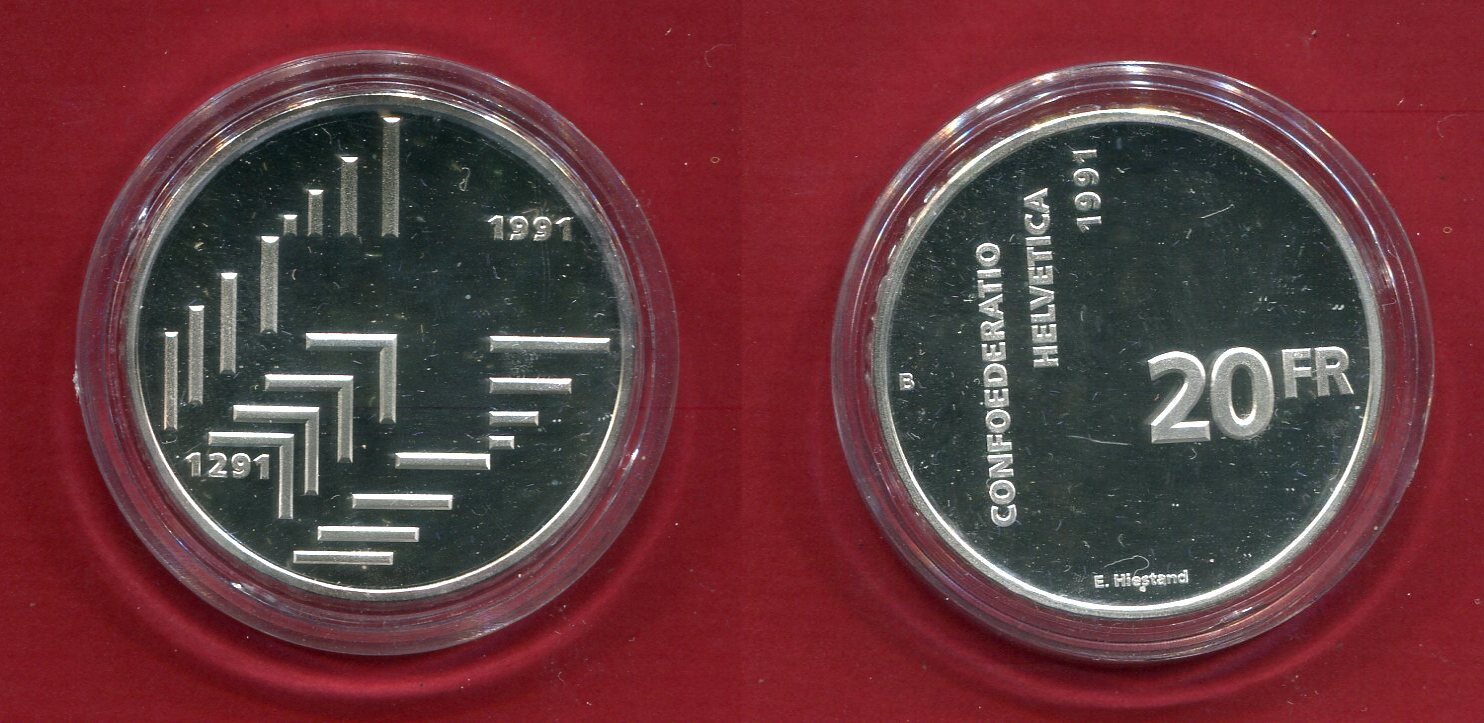 1991
1291
CONFOEDERATIO
HELVETICA
1991
B
20 FR
E. Hiestand